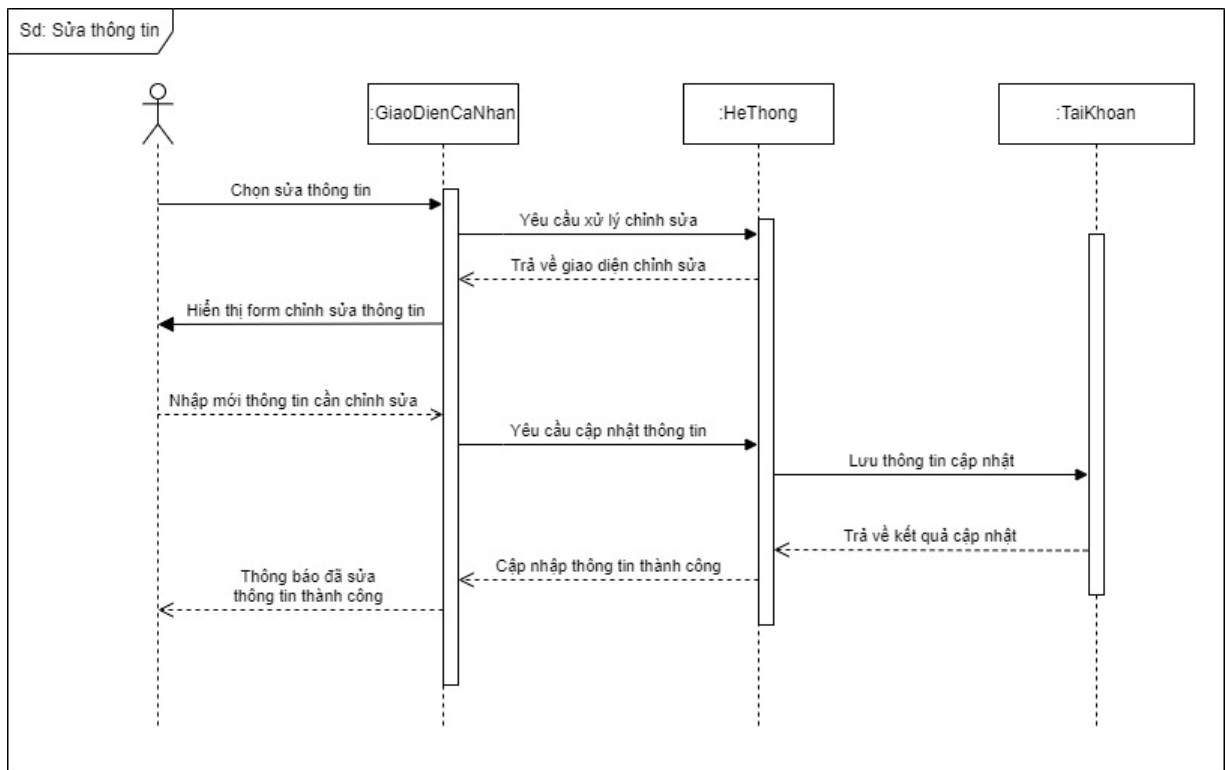 Sd: Sửa thông tin
:GiaoDienCaNhan
:HeThong
:TaiKhoan
Chọn sửa thông tin
Yêu cầu xử lý chỉnh sửa
Trả về giao diện chỉnh sửa
Hiển thị form chỉnh sửa thông tin
Nhập mới thông tin cần chỉnh sửa
Yêu cầu cập nhật thông tin
Lưu thông tin cập nhật
Trả về kết quả cập nhật
Cập nhập thông tin thành công
Thông báo đã sửa
thông tin thành công